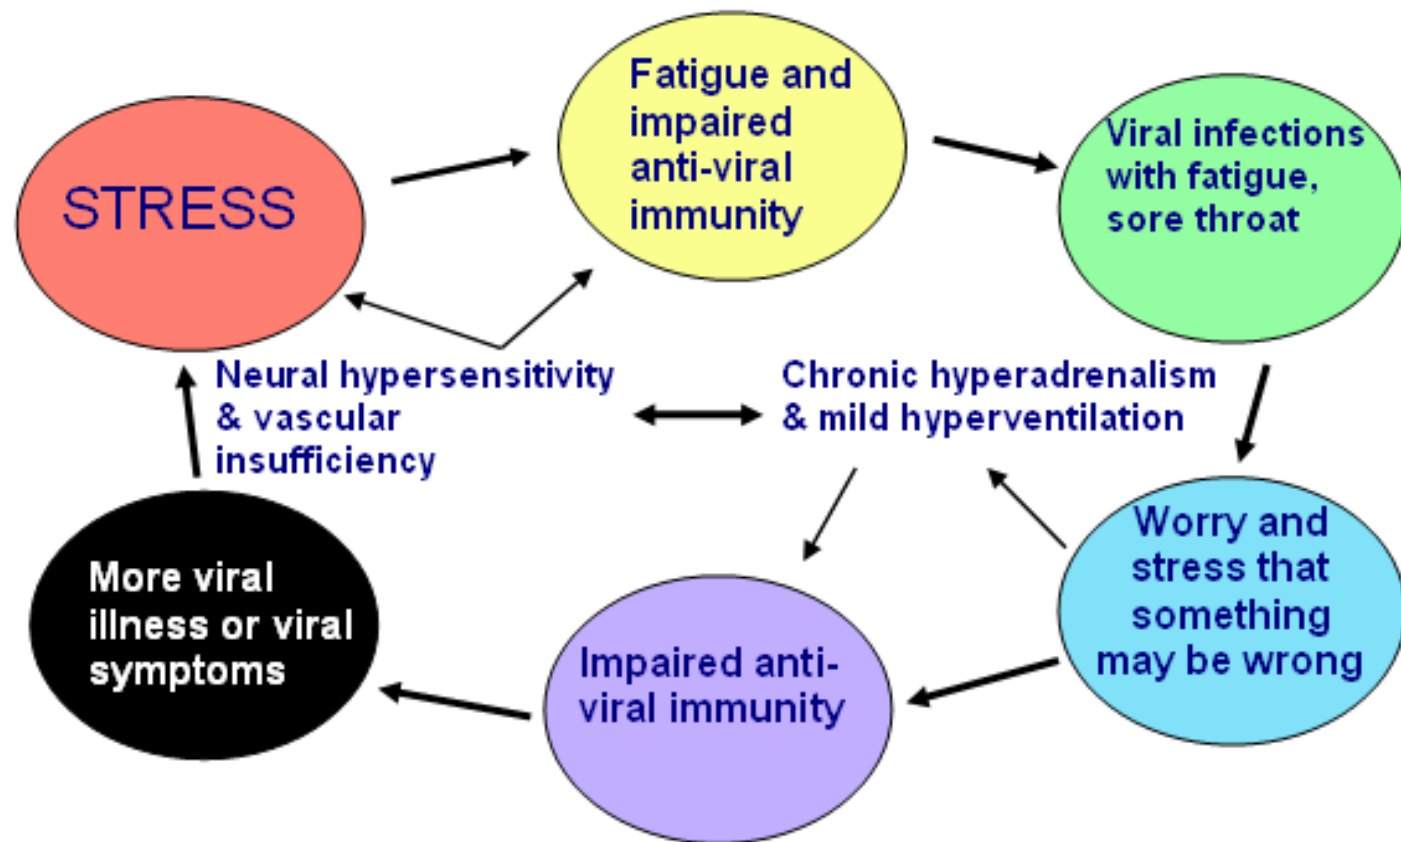 STRESS
Fatigue and
impaired
anti-viral
immunity
Viral infections
with fatigue,
sore throat
Neural hypersensitivity
& vascular
insufficiency
Chronic hyperadrenalism
& mild hyperventilation
More viral
illness or viral
symptoms
Impaired anti-
viral immunity
Worry and
stress that
something
may be wrong